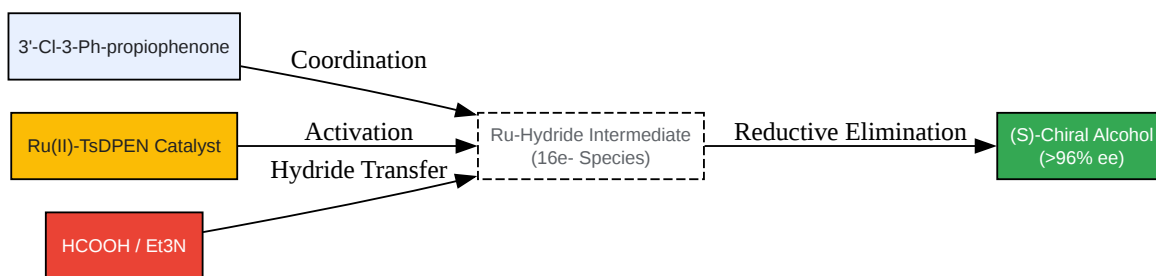 3'-Cl-3-Ph-propiophenone
Coordination
Ru(II)-TsDPEN Catalyst
Activation
Ru-Hydride Intermediate
(16e- Species)
Reductive Elimination
(S)-Chiral Alcohol
(>96% ee)
Hydride Transfer
HCOOH / Et3N